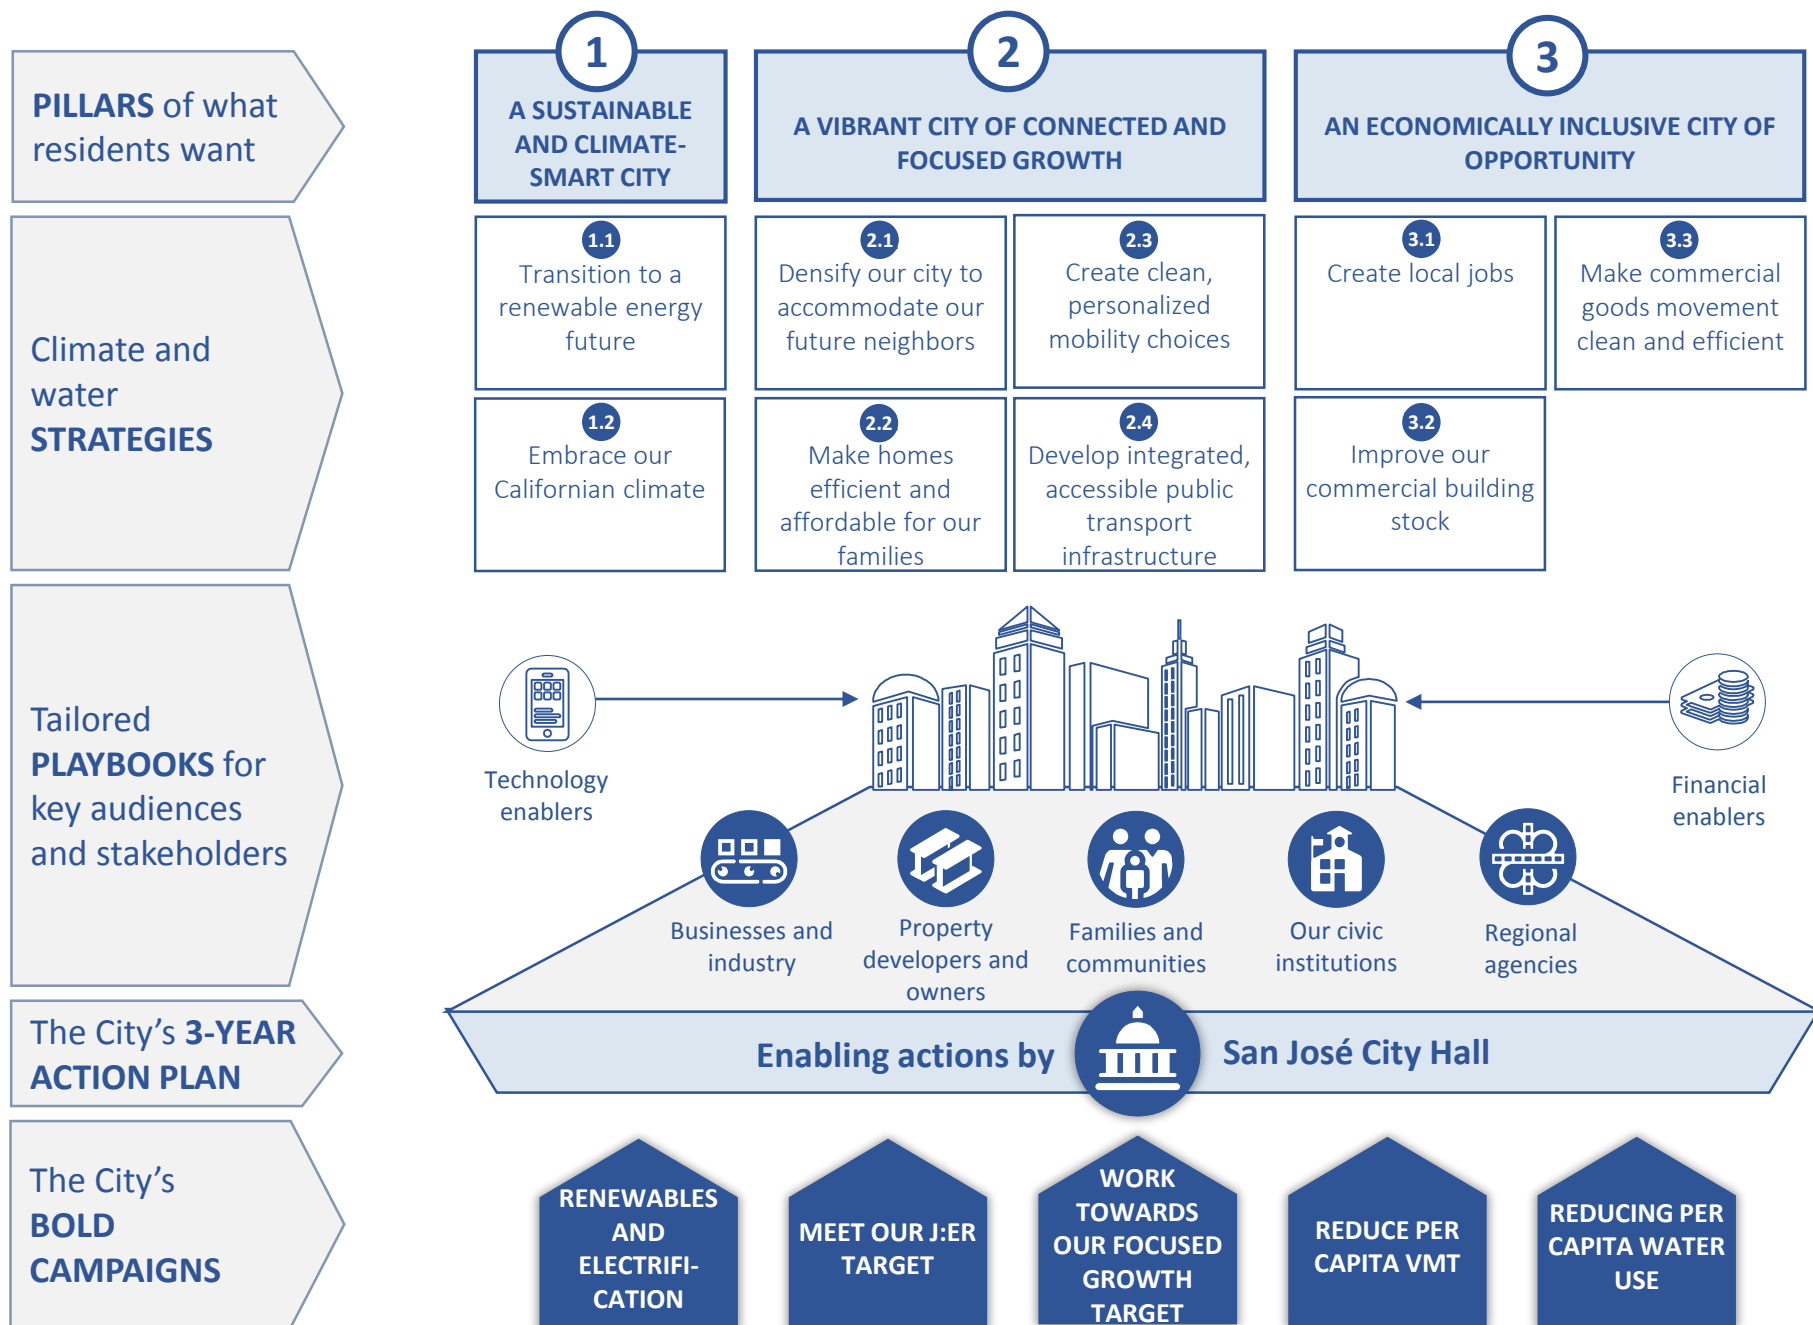 PILLARS of what
residents want
1
A SUSTAINABLE
AND CLIMATE-
SMART CITY
2
A VIBRANT CITY OF CONNECTED AND
FOCUSED GROWTH
3
AN ECONOMICALLY INCLUSIVE CITY OF
OPPORTUNITY
Climate and
water
STRATEGIES
1.1
Transition to a
renewable energy
future
2.1
Densify our city to
accommodate our
future neighbors
2.3
Create clean,
personalized
mobility choices
3.1
Create local jobs
3.3
Make commercial
goods movement
clean and efficient
1.2
Embrace our
Californian climate
2.2
Make homes
efficient and
affordable for our
families
2.4
Develop integrated,
accessible public
transport
infrastructure
3.2
Improve our
commercial building
stock
Tailored
PLAYBOOKS for
key audiences
and stakeholders
Technology
enablers
Financial
enablers
Businesses and
industry
Property
developers and
owners
Families and
communities
Our civic
institutions
Regional
agencies
The City's 3-YEAR
ACTION PLAN
Enabling actions by San José City Hall
The City's
BOLD
CAMPAIGNS
RENEWABLES
AND
ELECTRIFI-
CATION
MEET OUR J:ER
TARGET
WORK
TOWARDS
OUR FOCUSED
GROWTH
TARGET
REDUCE PER
CAPITA VMT
REDUCING PER
CAPITA WATER
USE